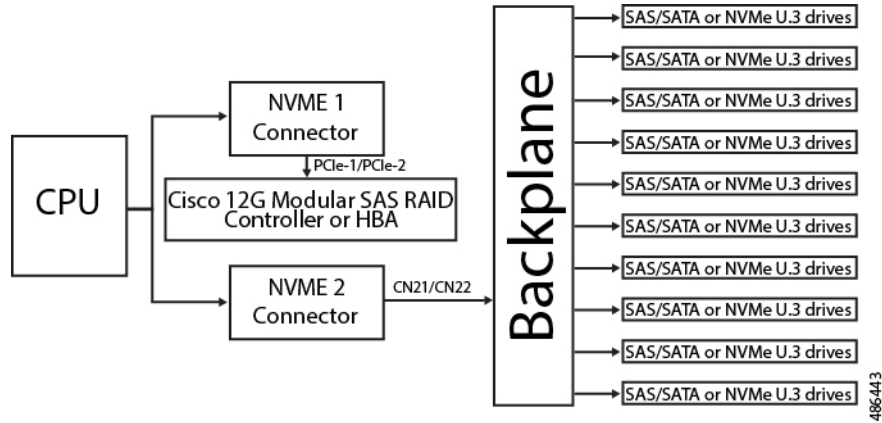 CPU
NVME 1
Connector
PCIe-1/PCIe-2
Cisco 12G Modular SAS RAID
Controller or HBA
NVME 2
Connector
CN21/CN22
Backplane
SAS/SATA or NVMe U.3 drives
SAS/SATA or NVMe U.3 drives
SAS/SATA or NVMe U.3 drives
SAS/SATA or NVMe U.3 drives
SAS/SATA or NVMe U.3 drives
SAS/SATA or NVMe U.3 drives
SAS/SATA or NVMe U.3 drives
SAS/SATA or NVMe U.3 drives
SAS/SATA or NVMe U.3 drives
SAS/SATA or NVMe U.3 drives
486443